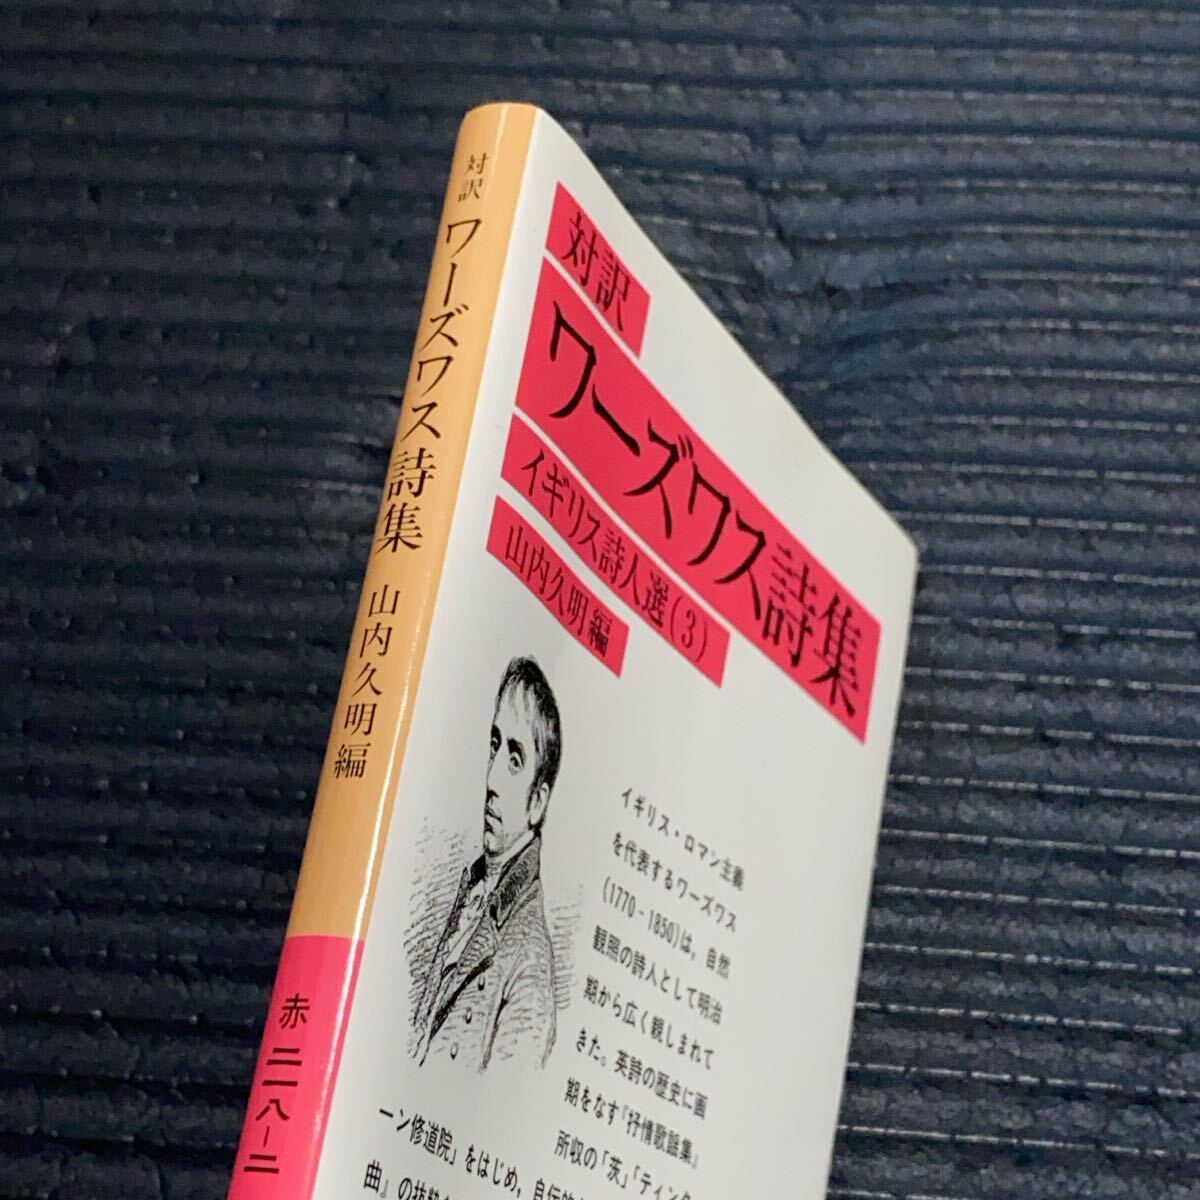 対訳
ワーズワス詩集
山内久明編
赤
二一八-二
対訳
ワーズワス詩集
イギリス詩人選(3)
山内久明編
イギリス・ロマン主義
を代表するワーズワス
(1770-1850)は,自然
観照の詩人として明治
期から広く親しまれて
きた。英詩の歴史に画
期をなす『抒情歌謡集』
所収の「茨」「ティンタ
ーン修道院」をはじめ,自伝的
曲』の抜粋